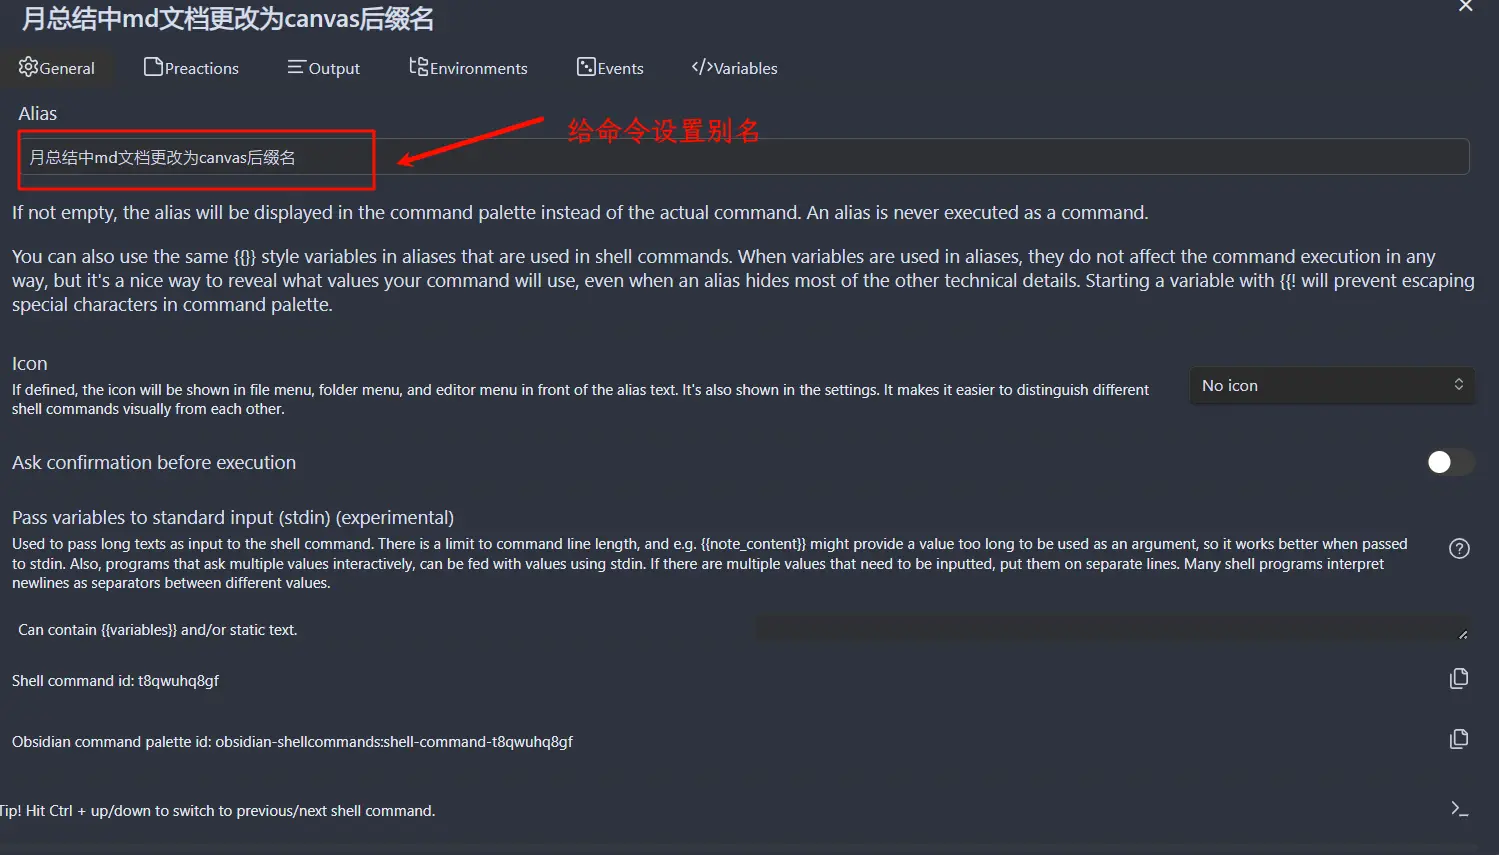 月总结中md文档更改为canvas后缀名
General Preactions Output Environments Events </>Variables
Alias
给命令设置别名
月总结中md文档更改为canvas后缀名
If not empty, the alias will be displayed in the command palette instead of the actual command. An alias is never executed as a command.
You can also use the same {{}} style variables in aliases that are used in shell commands. When variables are used in aliases, they do not affect the command execution in any
way, but it's a nice way to reveal what values your command will use, even when an alias hides most of the other technical details. Starting a variable with {{! will prevent escaping
special characters in command palette.
Icon
If defined, the icon will be shown in file menu, folder menu, and editor menu in front of the alias text. It's also shown in the settings. It makes it easier to distinguish different
shell commands visually from each other.
No icon
Ask confirmation before execution
Pass variables to standard input (stdin) (experimental)
Used to pass long texts as input to the shell command. There is a limit to command line length, and e.g. {{note_content}} might provide a value too long to be used as an argument, so it works better when passed
to stdin. Also, programs that ask multiple values interactively, can be fed with values using stdin. If there are multiple values that need to be inputted, put them on separate lines. Many shell programs interpret
newlines as separators between different values.
Can contain {{variables}} and/or static text.
Shell command id: t8qwuhq8gf
Obsidian command palette id: obsidian-shellcommands:shell-command-t8qwuhq8gf
Tip! Hit Ctrl + up/down to switch to previous/next shell command.